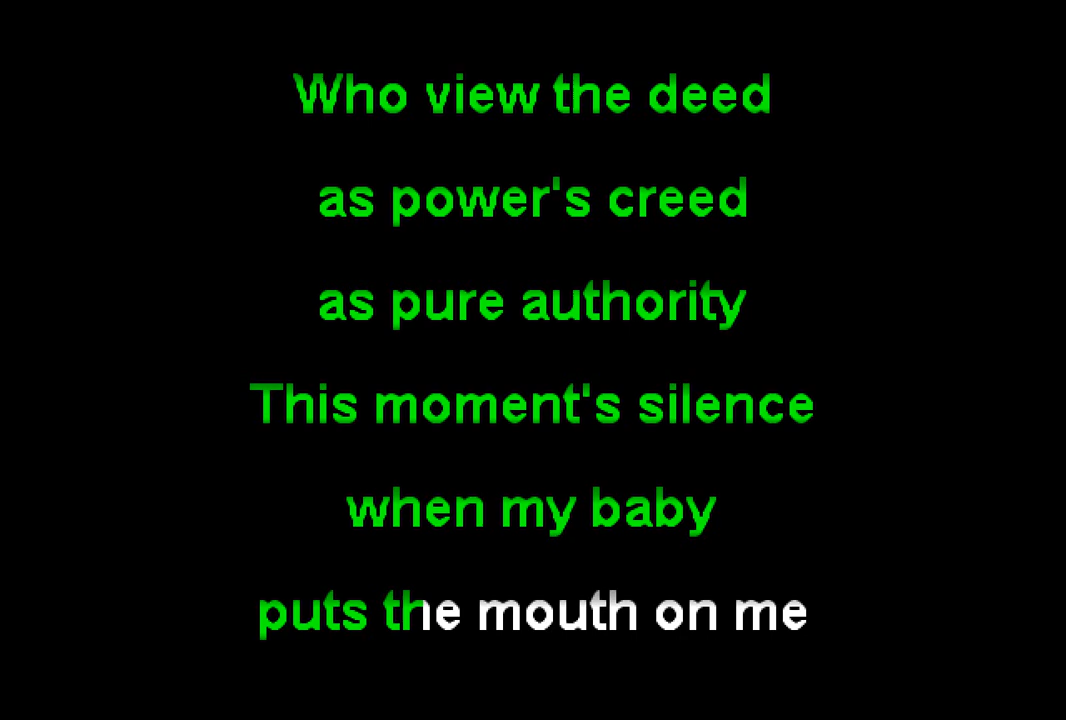 Who view the deed
as power's creed
as pure authority
This moment's silence
when my baby
puts the mouth on me